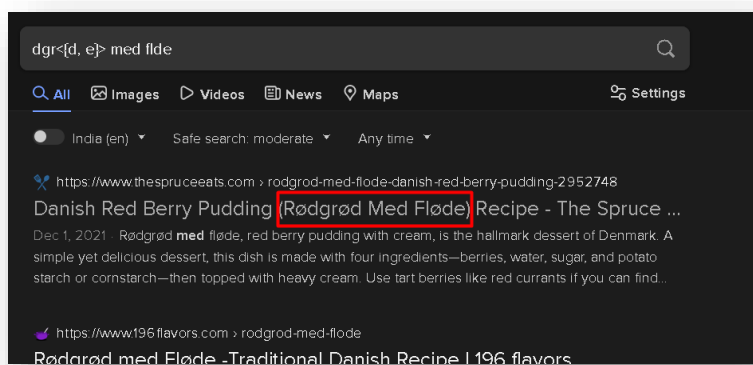 dgr<{d, e}> med flde
All Images Videos News Maps Settings
India (en) Safe search: moderate Any time
https://www.thespruceeats.com › rodgrod-med-flode-danish-red-berry-pudding-2952748
Danish Red Berry Pudding (Rødgrød Med Fløde) Recipe - The Spruce ...
Dec 1, 2021 · Rødgrød med fløde, red berry pudding with cream, is the hallmark dessert of Denmark. A
simple yet delicious dessert, this dish is made with four ingredients—berries, water, sugar, and potato
starch or cornstarch—then topped with heavy cream. Use tart berries like red currants if you can find...
https://www.196flavors.com › rodgrod-med-flode
Rødgrød med Fløde -Traditional Danish Recipe | 196 flavors